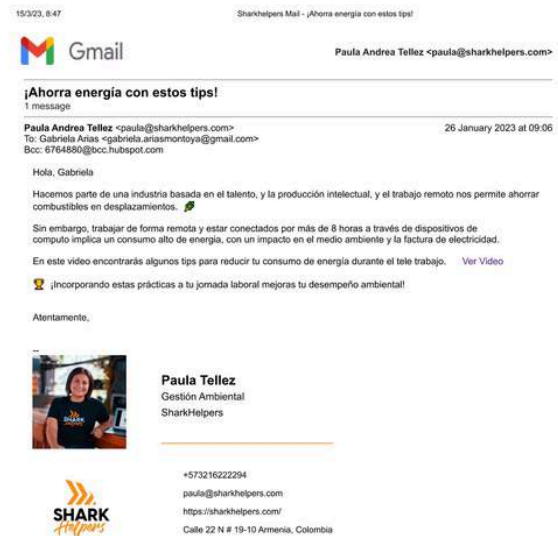 15/3/23, 8:47
Sharkhelpers Mail - ¡Ahorra energía con estos tips!
Gmail
Paula Andrea Tellez <paula@sharkhelpers.com>
¡Ahorra energía con estos tips!
1 message
Paula Andrea Tellez <paula@sharkhelpers.com>
26 January 2023 at 09:06
To: Gabriela Arias <gabriela.ariasmontoya@gmail.com>
Bcc: 6764880@bcc.hubspot.com
Hola, Gabriela
Hacemos parte de una industria basada en el talento, y la producción intelectual, y el trabajo remoto nos permite ahorrar
combustibles en desplazamientos.
Sin embargo, trabajar de forma remota y estar conectados por más de 8 horas a través de dispositivos de
computo implica un consumo alto de energía, con un impacto en el medio ambiente y la factura de electricidad.
En este video encontrarás algunos tips para reducir tu consumo de energía durante el tele trabajo. Ver Video
🏆 ¡Incorporando estas prácticas a tu jornada laboral mejoras tu desempeño ambiental!
Atentamente,
--
SHARK
Helpers
Paula Tellez
Gestión Ambiental
SharkHelpers
SHARK
Helpers
+573216222294
paula@sharkhelpers.com
https://sharkhelpers.com/
Calle 22 N # 19-10 Armenia, Colombia